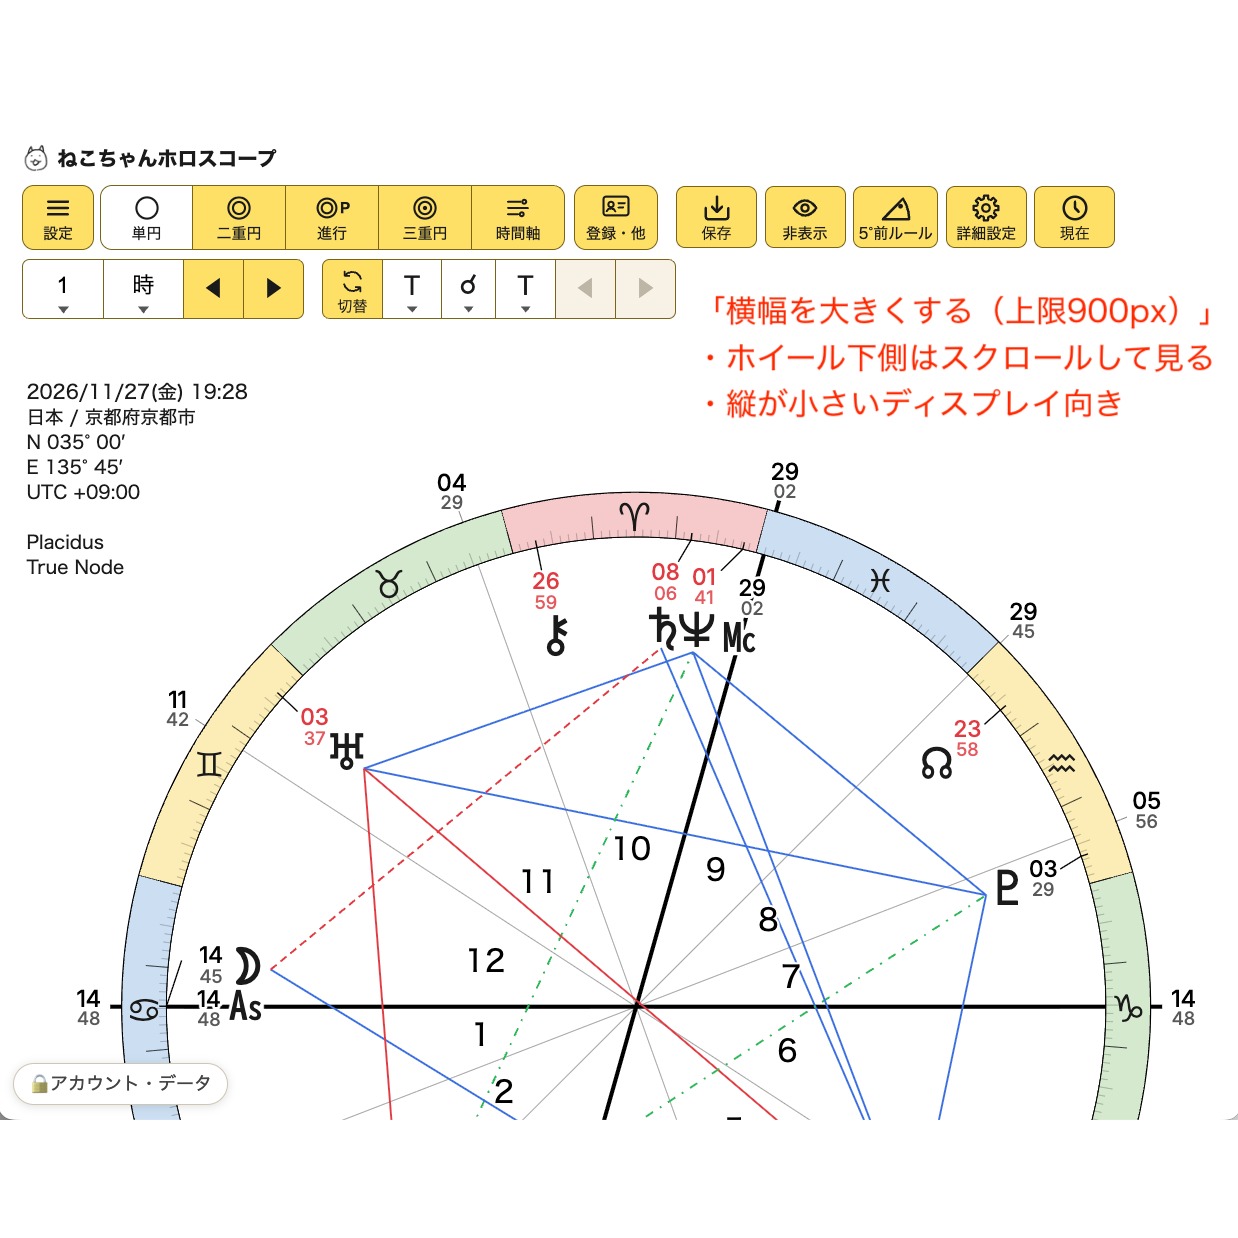 ねこちゃんホロスコープ
設定
単円
二重円
P
進行
三重円
時間軸
登録・他
保存
非表示
5°前ルール
詳細設定
現在
1
時
切替
T
☌
T
「横幅を大きくする（上限900px）」
・ホイール下側はスクロールして見る
・縦が小さいディスプレイ向き
2026/11/27(金) 19:28
日本 / 京都府京都市
N 035° 00′
E 135° 45′
UTC +09:00
Placidus
True Node
04
29
29
02
♈
♉
♓
26
59
⚷
08
06
♄
01
41
♆
29
02
Mc
29
45
11
42
♊
03
37
♅
23
58
☊
♒
05
56
10
9
11
8
♇
03
29
12
7
14
45
☽
14
48
♋
14
48
As
♑
14
48
1
6
2
🔒アカウント・データ